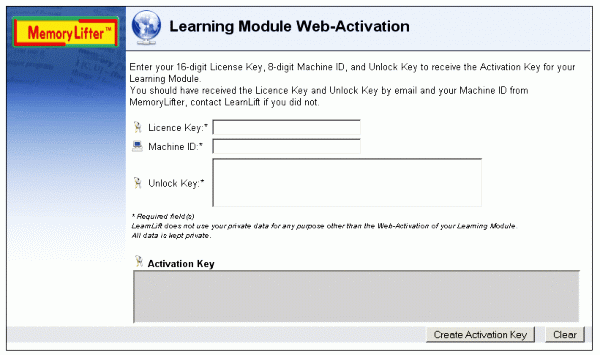 MemoryLifter™
Learning Module Web-Activation
Enter your 16-digit License Key, 8-digit Machine ID, and Unlock Key to receive the Activation Key for your
Learning Module.
You should have received the Licence Key and Unlock Key by email and your Machine ID from
MemoryLifter, contact LearnLift if you did not.
Licence Key:*
Machine ID:*
Unlock Key:*
* Required field(s)
LearnLift does not use your private data for any purpose other than the Web-Activation of your Learning Module.
All data is kept private.
Activation Key
Create Activation Key Clear